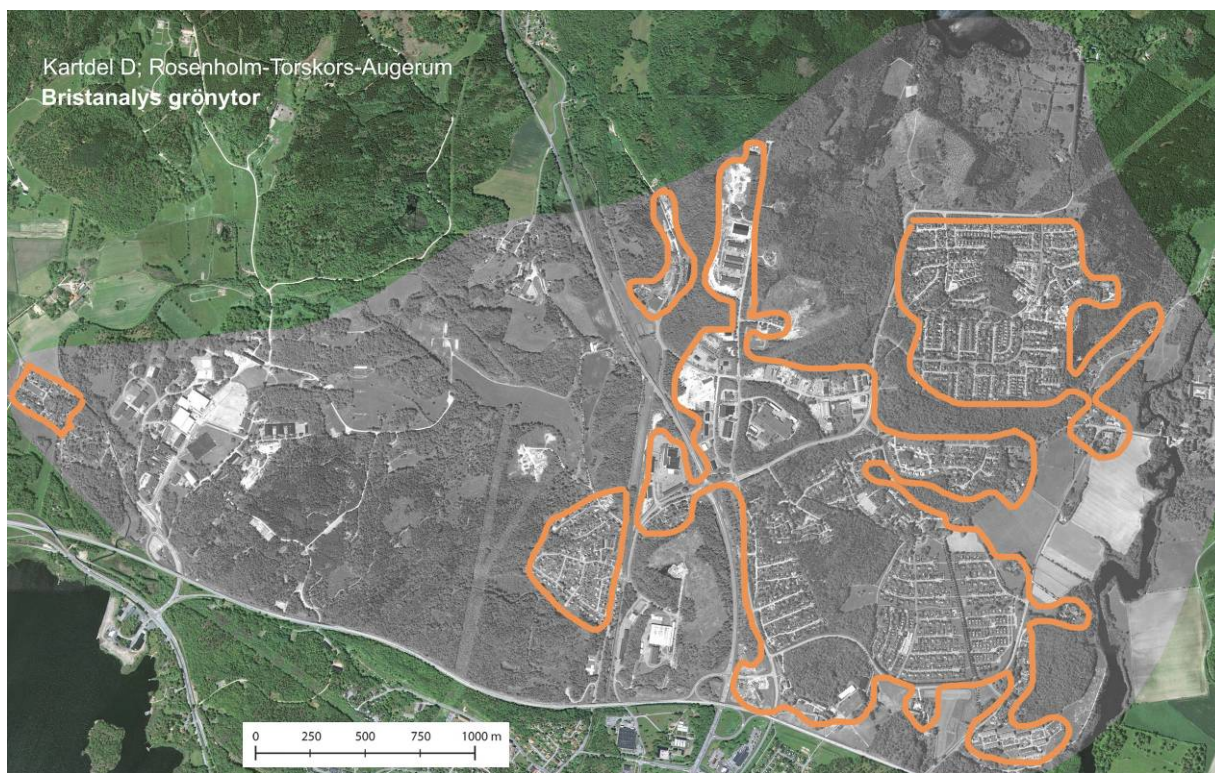 Kartdel D; Rosenholm-Torskors-Augerum
Bristanalys grönytor
0 250 500 750 1000 m